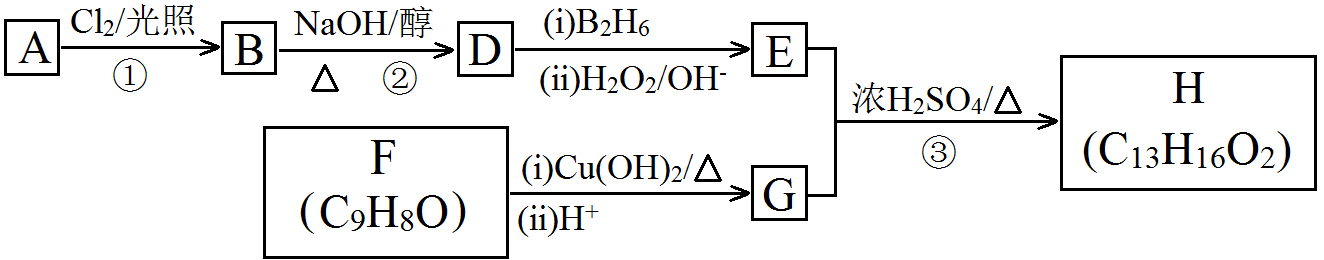 A Cl₂/光照 ① B NaOH/醇 △ ② D (i)B₂H₆ (ii)H₂O₂/OH⁻ E
浓H₂SO₄/△ ③
H (C₁₃H₁₆O₂)
F (C₉H₈O) (i)Cu(OH)₂/△ (ii)H⁺ G